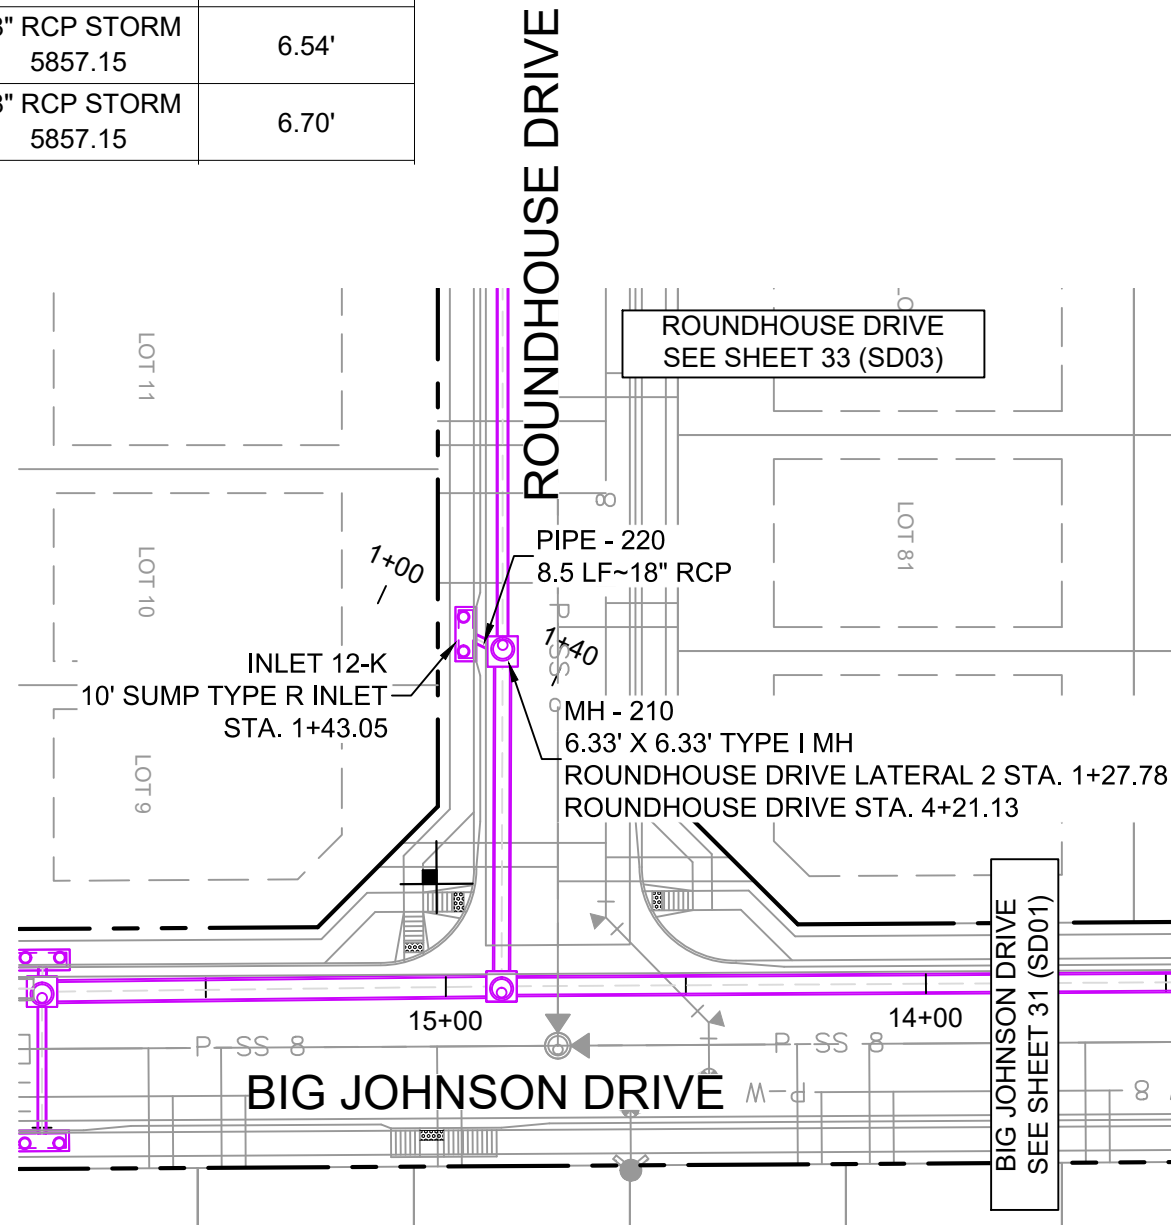 RCP STORM
5857.15
6.54'
RCP STORM
5857.15
6.70'
ROUNDHOUSE DRIVE
ROUNDHOUSE DRIVE
SEE SHEET 33 (SD03)
LOT 11
LOT 10
LOT 9
LOT 81
8
1+00
PIPE - 220
8.5 LF~18" RCP
P-SS
1+40
INLET 12-K
10' SUMP TYPE R INLET
STA. 1+43.05
MH - 210
6.33' X 6.33' TYPE I MH
ROUNDHOUSE DRIVE LATERAL 2 STA. 1+27.78
ROUNDHOUSE DRIVE STA. 4+21.13
15+00
14+00
P-SS 8
P-SS 8
BIG JOHNSON DRIVE
P-W
8
BIG JOHNSON DRIVE
SEE SHEET 31 (SD01)